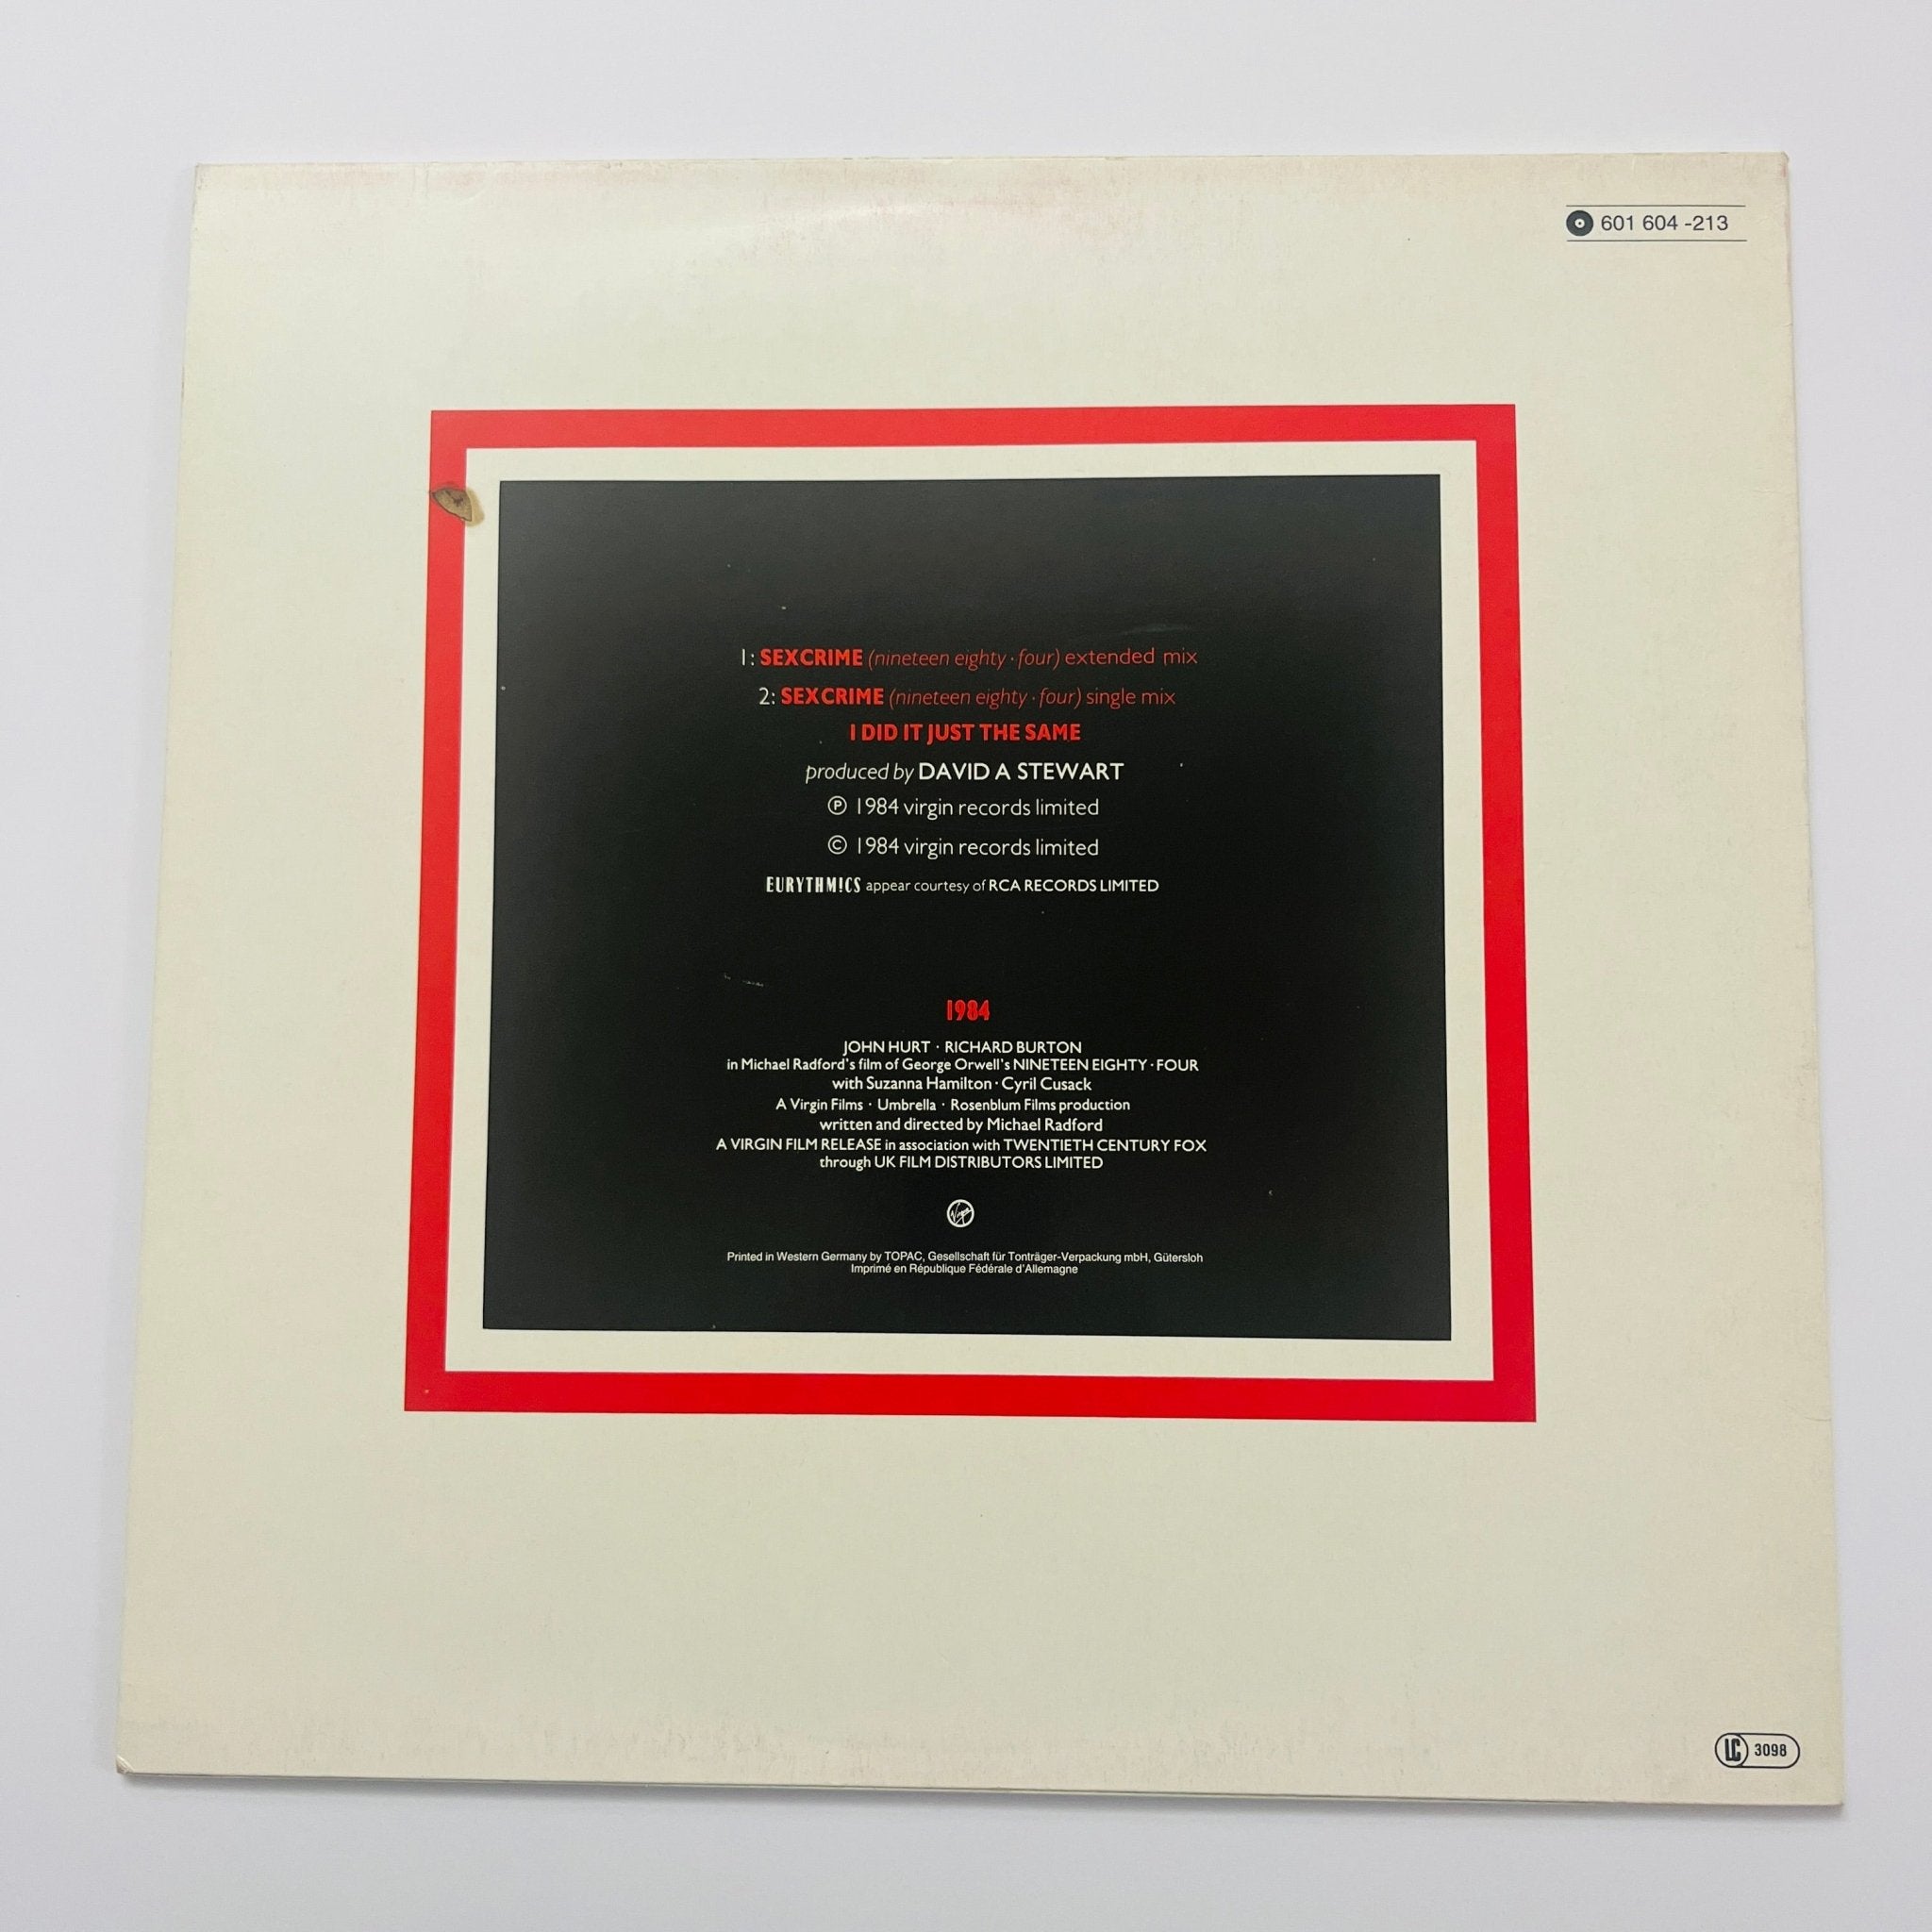 601 604 -213
1: SEXCRIME (nineteen eighty · four) extended mix
2: SEXCRIME (nineteen eighty · four) single mix
I DID IT JUST THE SAME
produced by DAVID A STEWART
℗ 1984 virgin records limited
© 1984 virgin records limited
EURYTHMICS appear courtesy of RCA RECORDS LIMITED
1984
JOHN HURT · RICHARD BURTON
in Michael Radford's film of George Orwell's NINETEEN EIGHTY · FOUR
with Suzanna Hamilton · Cyril Cusack
A Virgin Films · Umbrella · Rosenblum Films production
written and directed by Michael Radford
A VIRGIN FILM RELEASE in association with TWENTIETH CENTURY FOX
through UK FILM DISTRIBUTORS LIMITED
Virgin
Printed in Western Germany by TOPAC, Gesellschaft für Tonträger-Verpackung mbH, Gütersloh
Imprimé en République Fédérale d'Allemagne
LC 3098